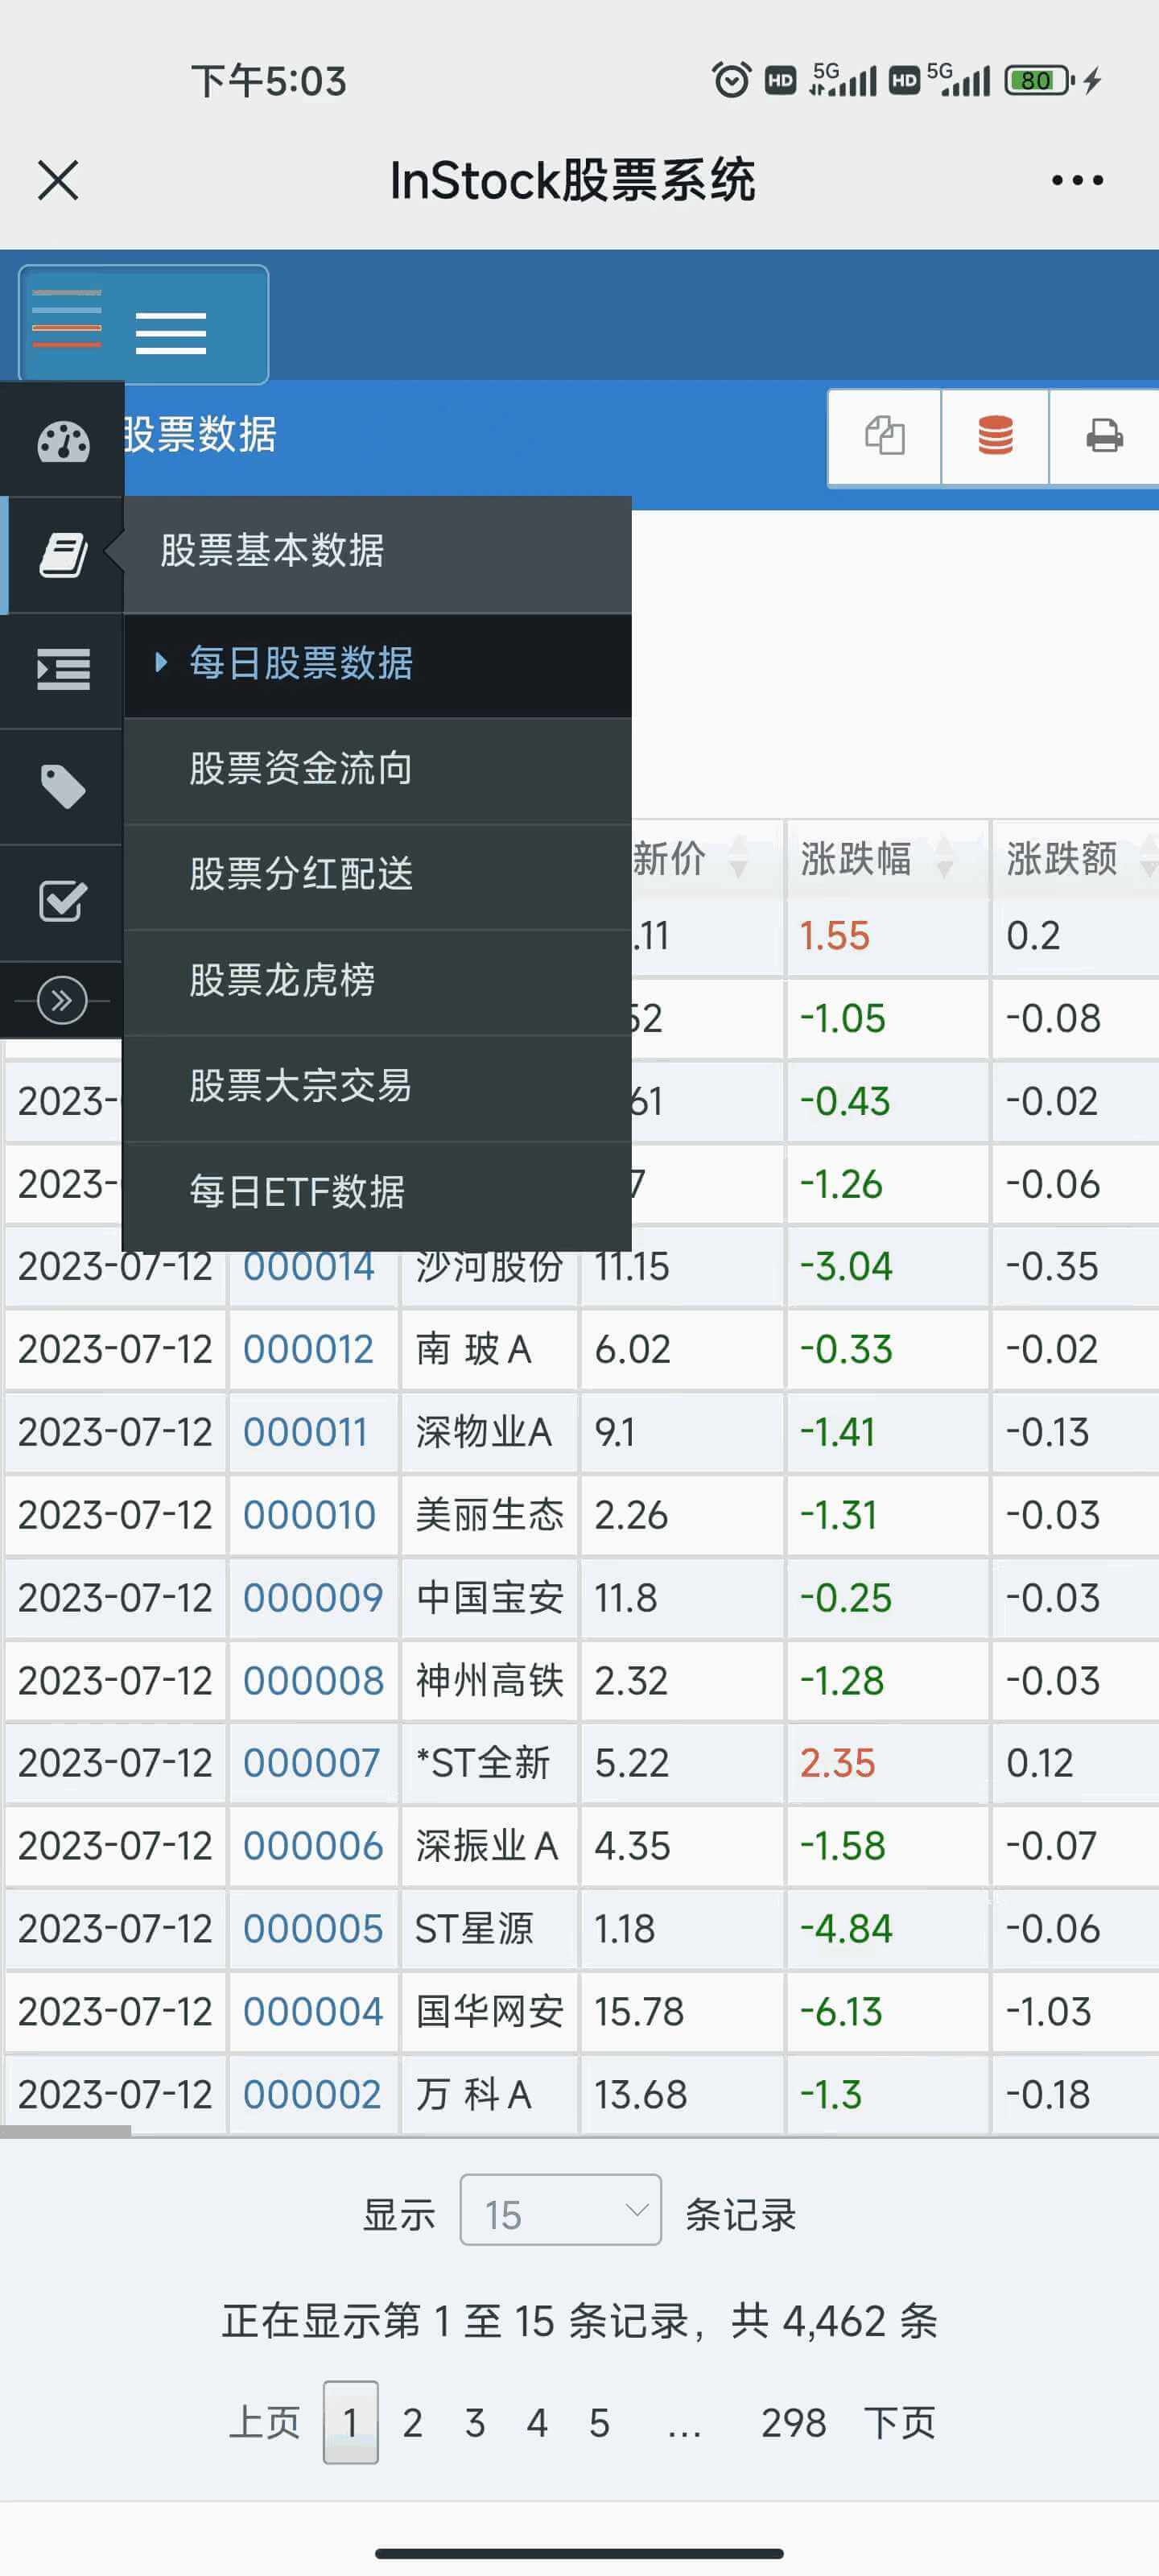 下午5:03
HD 5G HD 5G 80
InStock股票系统
股票数据
股票基本数据
每日股票数据
股票资金流向
股票分红配送
股票龙虎榜
股票大宗交易
每日ETF数据
新价 涨跌幅 涨跌额
.11 1.55 0.2
52 -1.05 -0.08
2023- 61 -0.43 -0.02
2023- 7 -1.26 -0.06
2023-07-12 000014 沙河股份 11.15 -3.04 -0.35
2023-07-12 000012 南 玻A 6.02 -0.33 -0.02
2023-07-12 000011 深物业A 9.1 -1.41 -0.13
2023-07-12 000010 美丽生态 2.26 -1.31 -0.03
2023-07-12 000009 中国宝安 11.8 -0.25 -0.03
2023-07-12 000008 神州高铁 2.32 -1.28 -0.03
2023-07-12 000007 *ST全新 5.22 2.35 0.12
2023-07-12 000006 深振业A 4.35 -1.58 -0.07
2023-07-12 000005 ST星源 1.18 -4.84 -0.06
2023-07-12 000004 国华网安 15.78 -6.13 -1.03
2023-07-12 000002 万 科A 13.68 -1.3 -0.18
显示 15 条记录
正在显示第 1 至 15 条记录，共 4,462 条
上页 1 2 3 4 5 … 298 下页